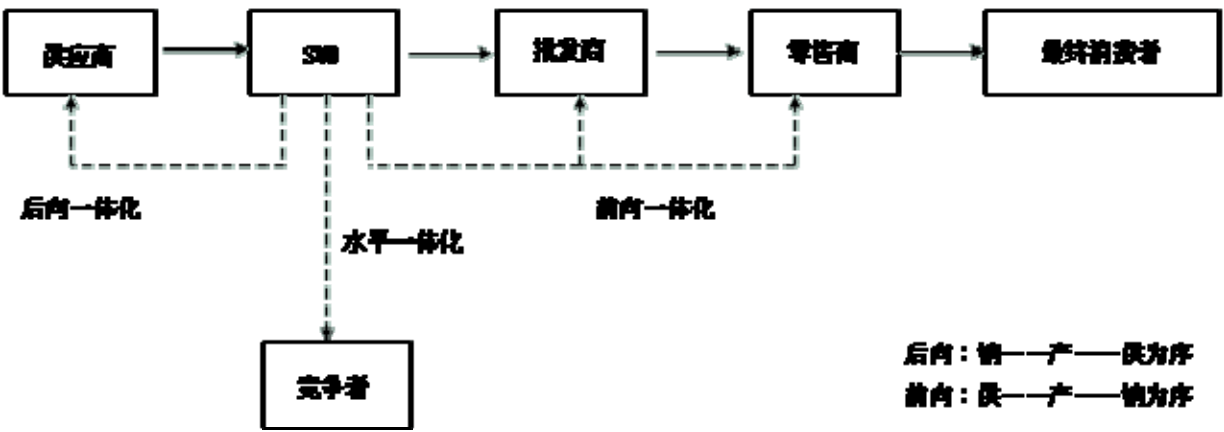 供应商
批发商
零售商
最终消费者
后向一体化
前向一体化
水平一体化
竞争者
后向：销——产——供为序
前向：供——产——销为序